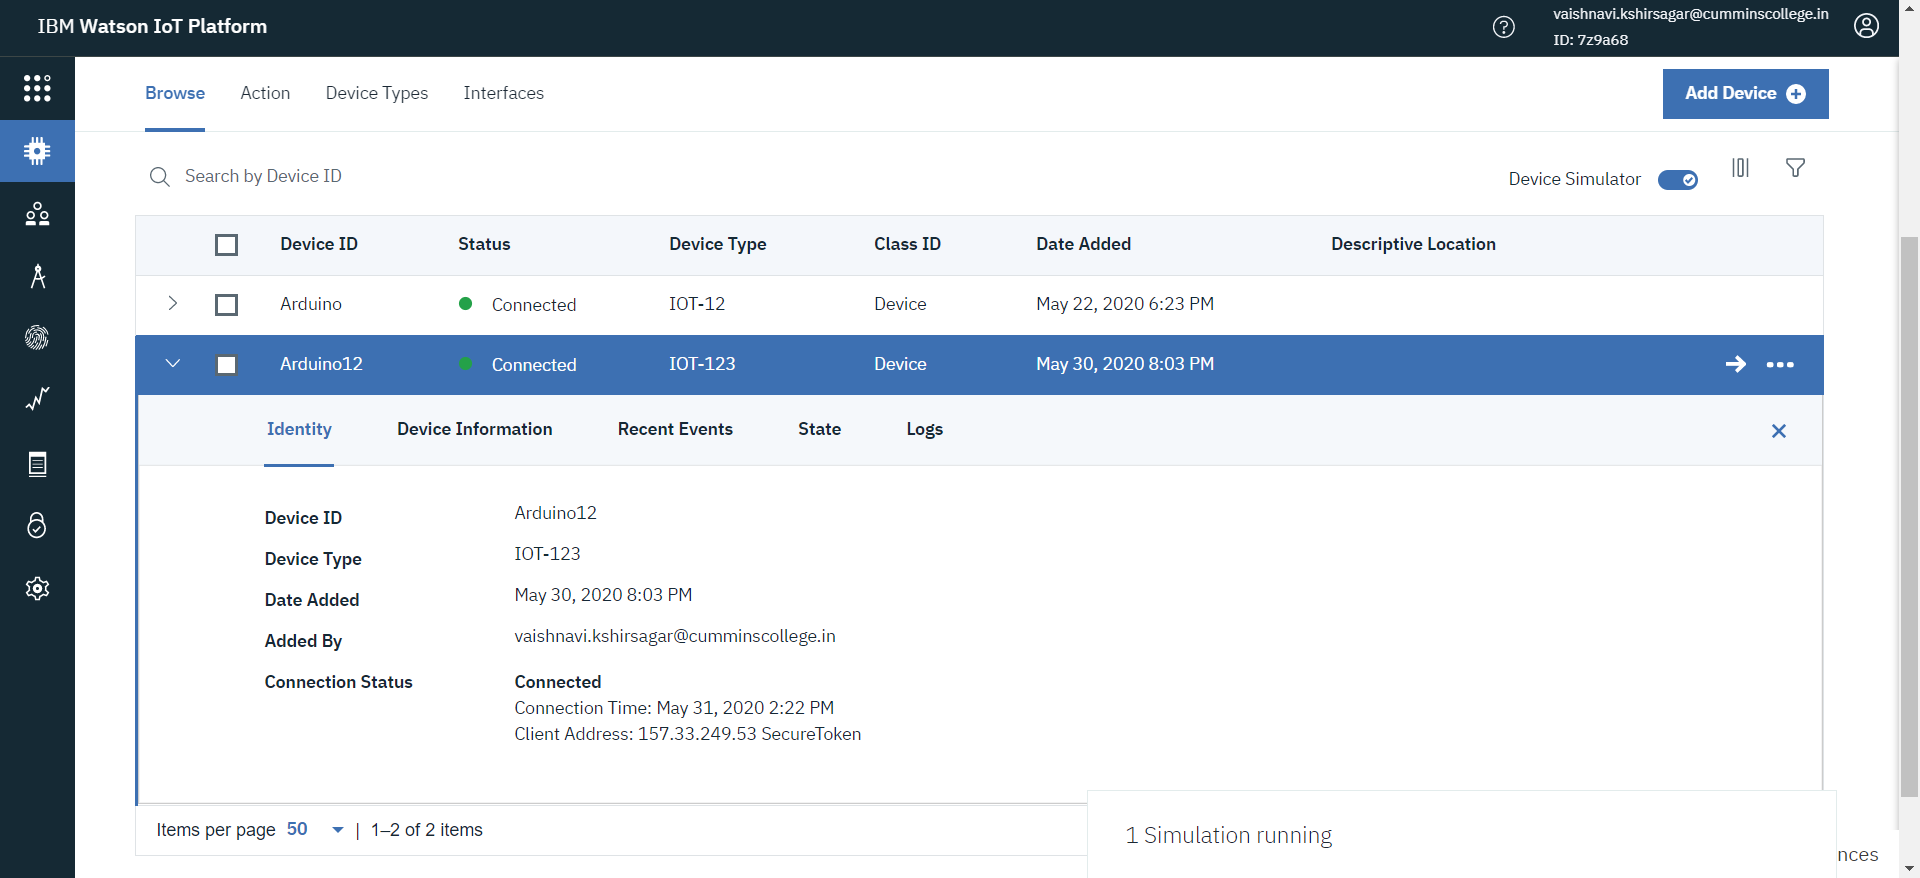 IBM Watson IoT Platform
vaishnavi.kshirsagar@cumminscollege.in
ID: 7z9a68
Browse Action Device Types Interfaces
Add Device
Search by Device ID
Device Simulator
Device ID Status Device Type Class ID Date Added Descriptive Location
Arduino Connected IOT-12 Device May 22, 2020 6:23 PM
Arduino12 Connected IOT-123 Device May 30, 2020 8:03 PM
Identity Device Information Recent Events State Logs
Device ID Arduino12
Device Type IOT-123
Date Added May 30, 2020 8:03 PM
Added By vaishnavi.kshirsagar@cumminscollege.in
Connection Status Connected
Connection Time: May 31, 2020 2:22 PM
Client Address: 157.33.249.53 SecureToken
Items per page 50 | 1–2 of 2 items
1 Simulation running
nces